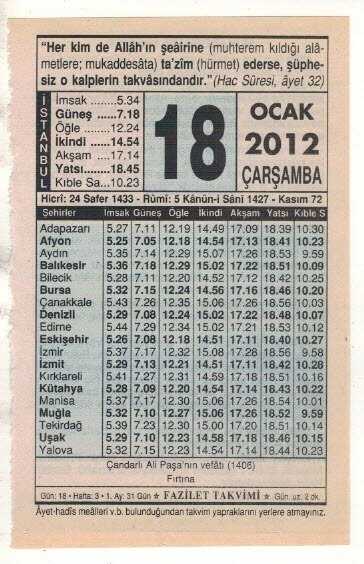 "Her kim de Allâh'ın şeâirine (muhterem kıldığı alâ-
metlere; mukaddesâta) ta'zîm (hürmet) ederse, şüphe-
siz o kalplerin takvâsındandır." (Hac Sûresi, âyet 32)
İSTANBUL
İmsak ........5.34
Güneş ......7.18
Öğle ........12.24
İkindi .....14.54
Akşam ....17.14
Yatsı.......18.45
Kıble Sa...10.23
18
OCAK
2012
ÇARŞAMBA
Hicrî: 24 Safer 1433 - Rûmî: 5 Kânûn-i Sâni 1427 - Kasım 72
Şehirler İmsak Güneş Öğle İkindi Akşam Yatsı Kıble S
Adapazarı 5.27 7.11 12.19 14.49 17.09 18.39 10.30
Afyon 5.25 7.05 12.18 14.54 17.13 18.41 10.23
Aydın 5.35 7.14 12.29 15.07 17.26 18.53 9.59
Balıkesir 5.36 7.18 12.29 15.02 17.22 18.51 10.09
Bilecik 5.28 7.11 12.20 14.52 17.12 18.42 10.25
Bursa 5.32 7.15 12.24 14.56 17.16 18.46 10.20
Çanakkale 5.43 7.26 12.35 15.06 17.26 18.56 10.03
Denizli 5.29 7.08 12.24 15.02 17.22 18.48 10.07
Edirne 5.44 7.29 12.34 15.02 17.21 18.53 10.12
Eskişehir 5.26 7.08 12.18 14.51 17.11 18.40 10.27
İzmir 5.37 7.17 12.32 15.08 17.28 18.56 9.58
İzmit 5.29 7.13 12.21 14.51 17.11 18.42 10.28
Kırklareli 5.41 7.27 12.31 14.59 17.18 18.51 10.16
Kütahya 5.28 7.09 12.20 14.54 17.14 18.43 10.22
Manisa 5.37 7.17 12.30 15.06 17.26 18.54 10.01
Muğla 5.32 7.10 12.27 15.06 17.26 18.52 9.59
Tekirdağ 5.39 7.23 12.30 15.00 17.20 18.51 10.14
Uşak 5.29 7.10 12.23 14.58 17.18 18.46 10.15
Yalova 5.32 7.15 12.23 14.54 17.14 18.44 10.23
Çandarlı Ali Paşa'nın vefâtı (1406)
Fırtına
Gün: 18 • Hafta: 3 • 1. Ay: 31 Gün ★ FAZİLET TAKVİMİ ★ Gün. uz. 2 dk.
Âyet-hadîs meâlleri v.b. bulunduğundan takvim yapraklarını yerlere atmayınız.